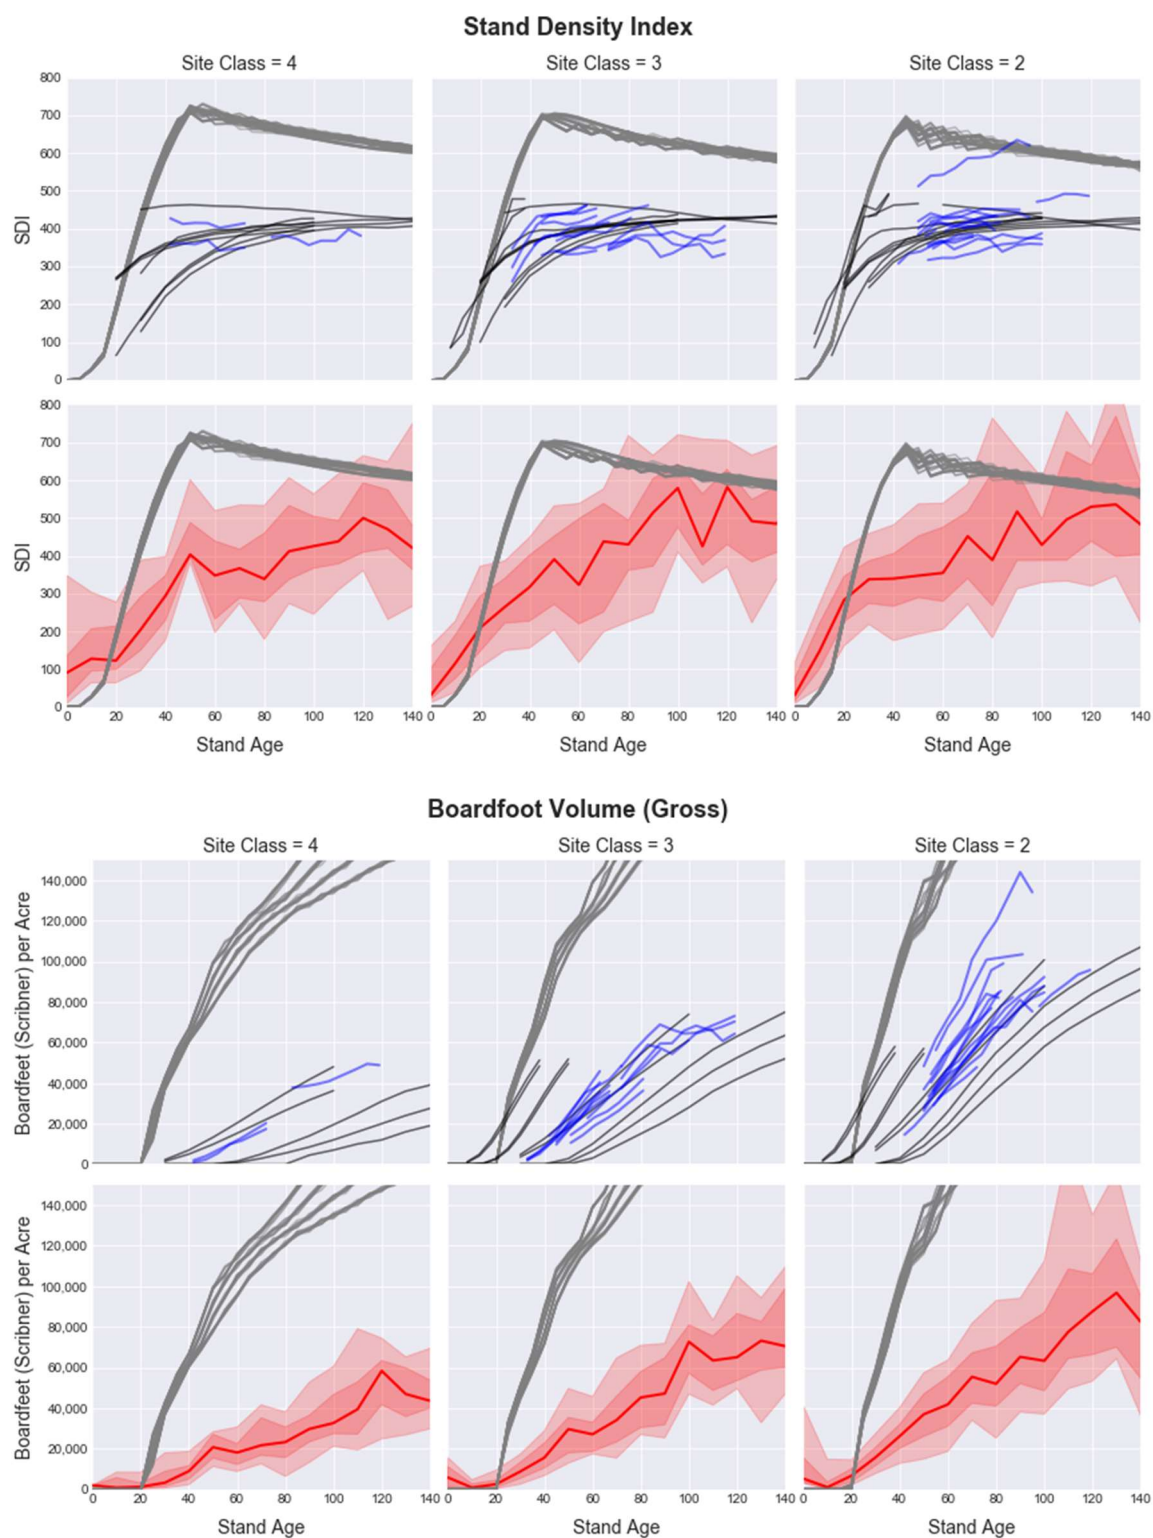 Stand Density Index
Site Class = 4 Site Class = 3 Site Class = 2
800
700
600
500
400
300
200
100
0
SDI
800
700
600
500
400
300
200
100
0
SDI
0 20 40 60 80 100 120 140 0 20 40 60 80 100 120 140 0 20 40 60 80 100 120 140
Stand Age Stand Age Stand Age
Boardfoot Volume (Gross)
Site Class = 4 Site Class = 3 Site Class = 2
140,000
120,000
100,000
80,000
60,000
40,000
20,000
0
Boardfeet (Scribner) per Acre
140,000
120,000
100,000
80,000
60,000
40,000
20,000
0
Boardfeet (Scribner) per Acre
0 20 40 60 80 100 120 140 0 20 40 60 80 100 120 140 0 20 40 60 80 100 120 140
Stand Age Stand Age Stand Age